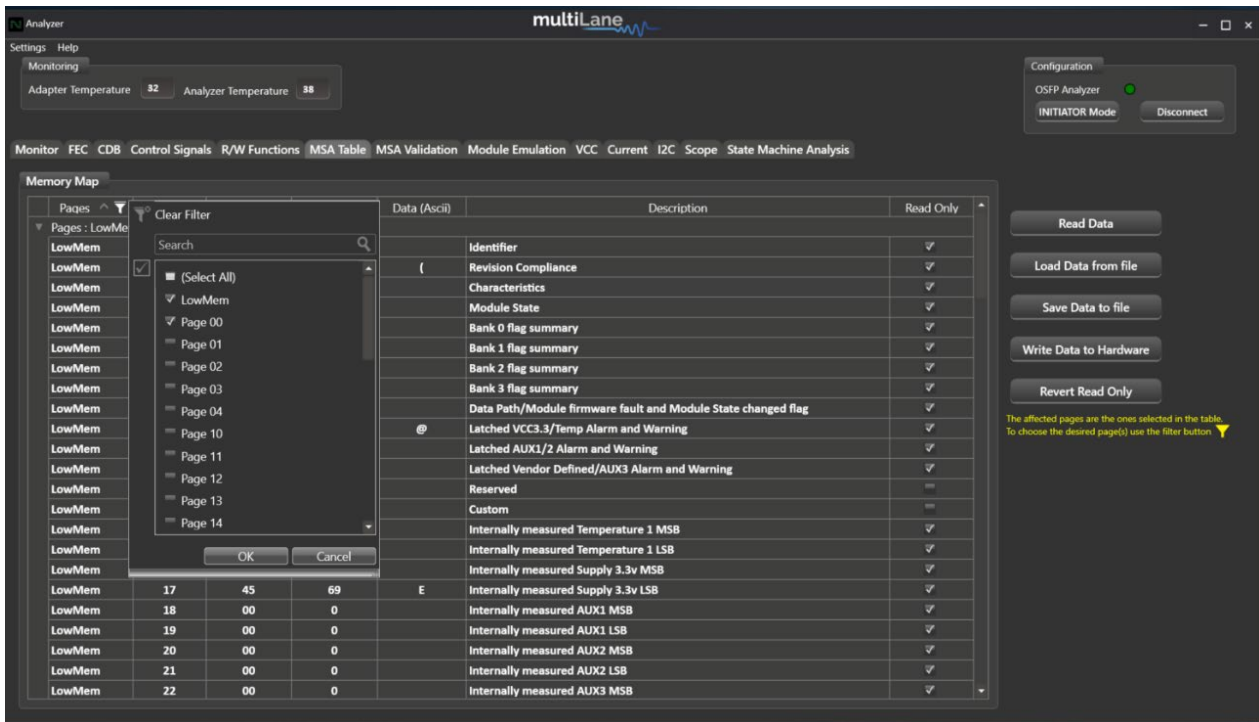 Analyzer
multiLane
Settings Help
Monitoring
Adapter Temperature 32 Analyzer Temperature 38
Configuration
OSFP Analyzer
INITIATOR Mode Disconnect
Monitor FEC CDB Control Signals R/W Functions MSA Table MSA Validation Module Emulation VCC Current I2C Scope State Machine Analysis
Memory Map
Pages Data (Ascii) Description Read Only
Pages : LowMe
Clear Filter
Search
(Select All)
LowMem
Page 00
Page 01
Page 02
Page 03
Page 04
Page 10
Page 11
Page 12
Page 13
Page 14
OK Cancel
LowMem Identifier
LowMem ( Revision Compliance
LowMem Characteristics
LowMem Module State
LowMem Bank 0 flag summary
LowMem Bank 1 flag summary
LowMem Bank 2 flag summary
LowMem Bank 3 flag summary
LowMem Data Path/Module firmware fault and Module State changed flag
LowMem @ Latched VCC3.3/Temp Alarm and Warning
LowMem Latched AUX1/2 Alarm and Warning
LowMem Latched Vendor Defined/AUX3 Alarm and Warning
LowMem Reserved
LowMem Custom
LowMem Internally measured Temperature 1 MSB
LowMem Internally measured Temperature 1 LSB
LowMem Internally measured Supply 3.3v MSB
LowMem 17 45 69 E Internally measured Supply 3.3v LSB
LowMem 18 00 0 Internally measured AUX1 MSB
LowMem 19 00 0 Internally measured AUX1 LSB
LowMem 20 00 0 Internally measured AUX2 MSB
LowMem 21 00 0 Internally measured AUX2 LSB
LowMem 22 00 0 Internally measured AUX3 MSB
Read Data
Load Data from file
Save Data to file
Write Data to Hardware
Revert Read Only
The affected pages are the ones selected in the table.
To choose the desired page(s) use the filter button